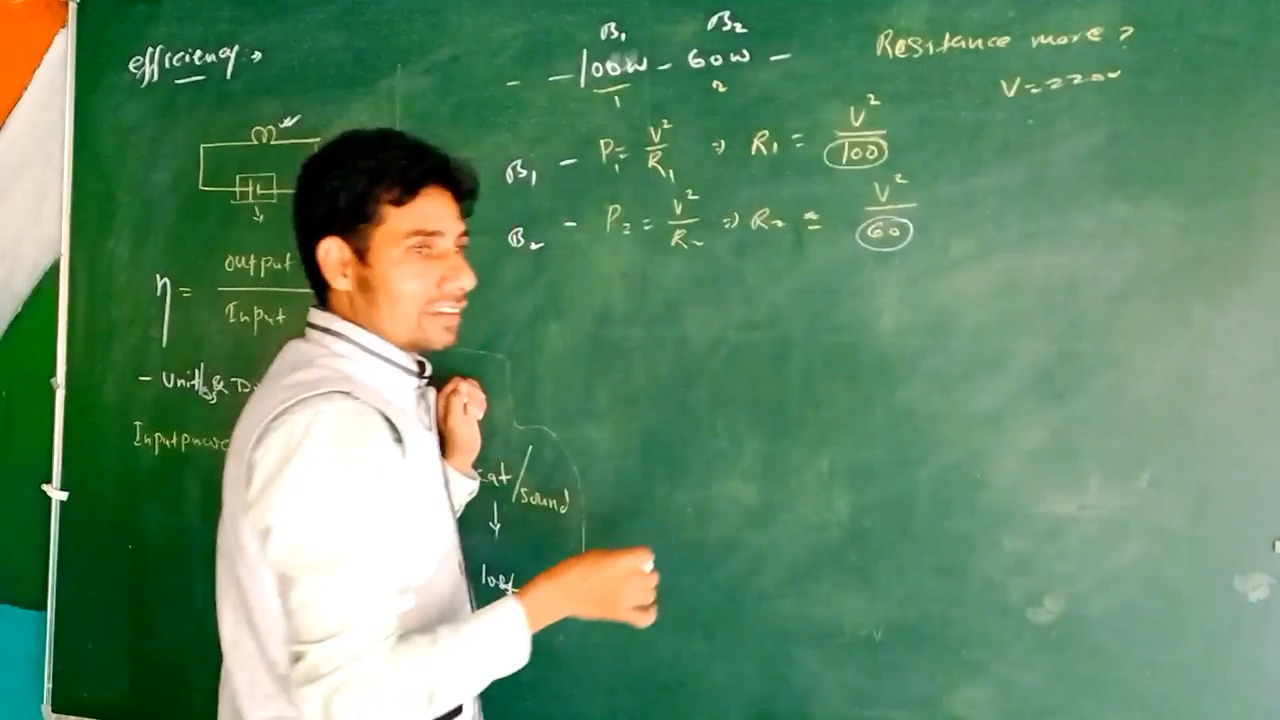 efficiency →
B₁ B₂
- - 100W - 60W -
1 2
Resistance more ?
V = 220V
B₁ - P₁ = V²/R₁ ⇒ R₁ = V²/100
B₂ - P₂ = V²/R₂ ⇒ R₂ = V²/60
η = output/Input
- Unit &
Input
/sound
↓
lost